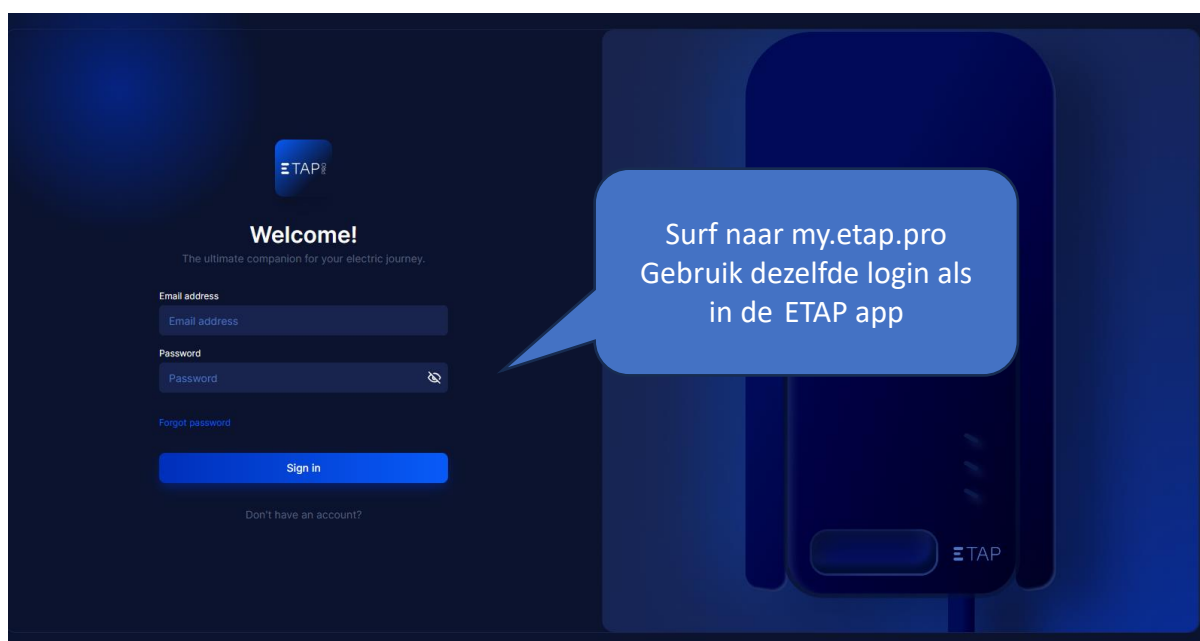 ETAP PRO
Welcome!
The ultimate companion for your electric journey.
Email address
Email address
Password
Password
Forgot password
Sign in
Don't have an account?
Surf naar my.etap.pro
Gebruik dezelfde login als
in de ETAP app
ETAP